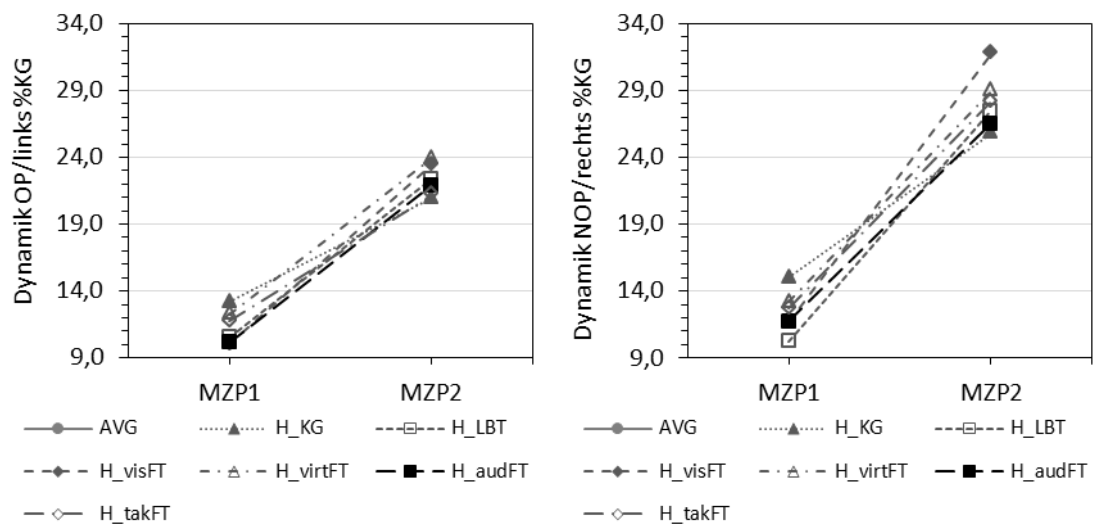 Dynamik OP/links %KG
34,0
29,0
24,0
19,0
14,0
9,0
MZP1 MZP2
AVG H_KG H_LBT
H_visFT H_virtFT H_audFT
H_takFT
Dynamik NOP/rechts %KG
34,0
29,0
24,0
19,0
14,0
9,0
MZP1 MZP2
AVG H_KG H_LBT
H_visFT H_virtFT H_audFT
H_takFT